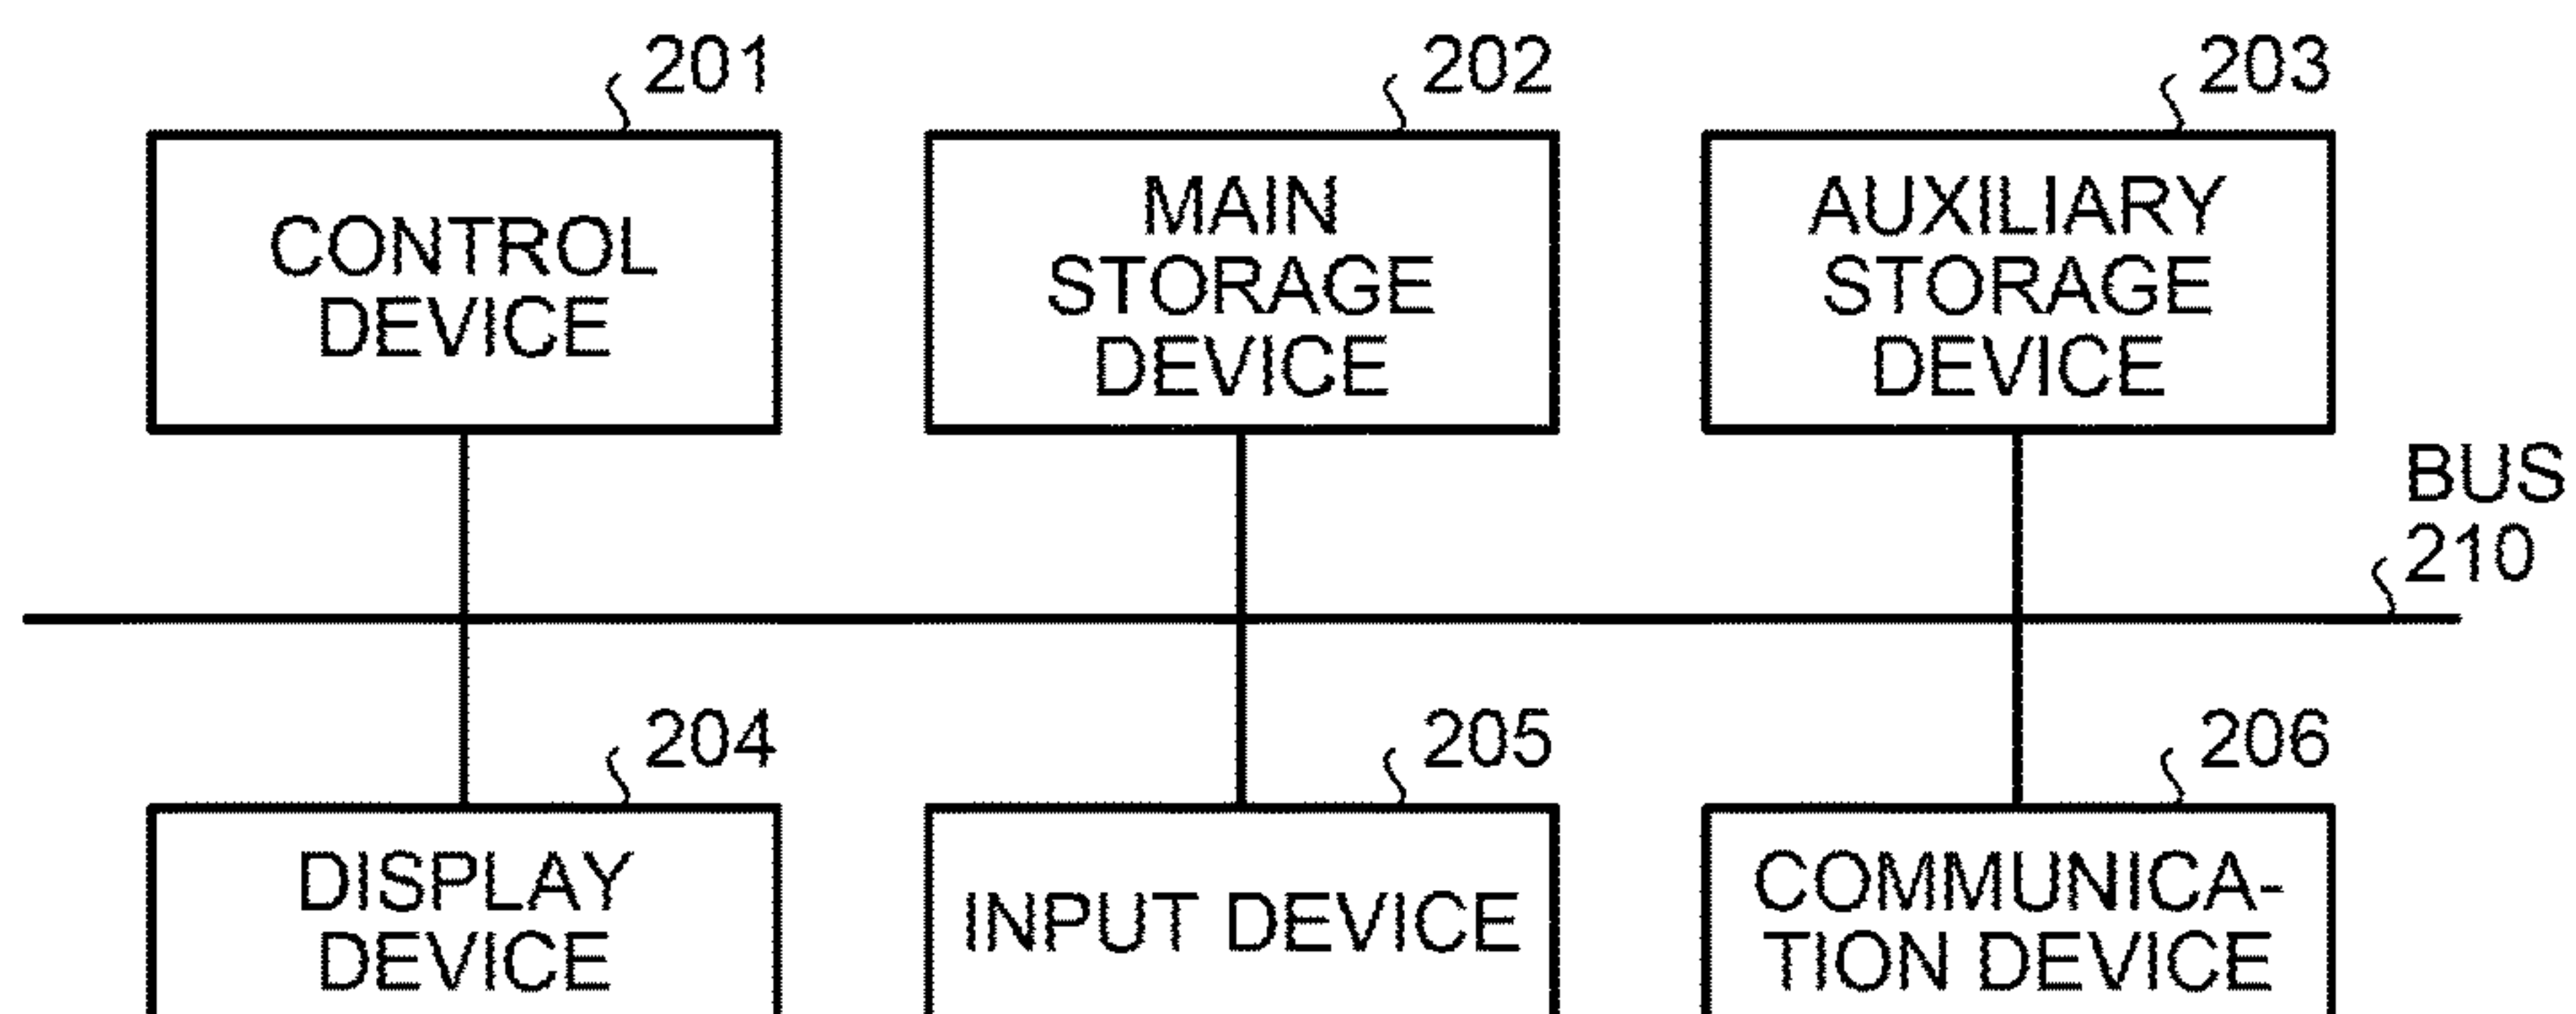 201
CONTROL
DEVICE
202
MAIN
STORAGE
DEVICE
203
AUXILIARY
STORAGE
DEVICE
BUS
210
204
DISPLAY
DEVICE
205
INPUT DEVICE
206
COMMUNICA-
TION DEVICE